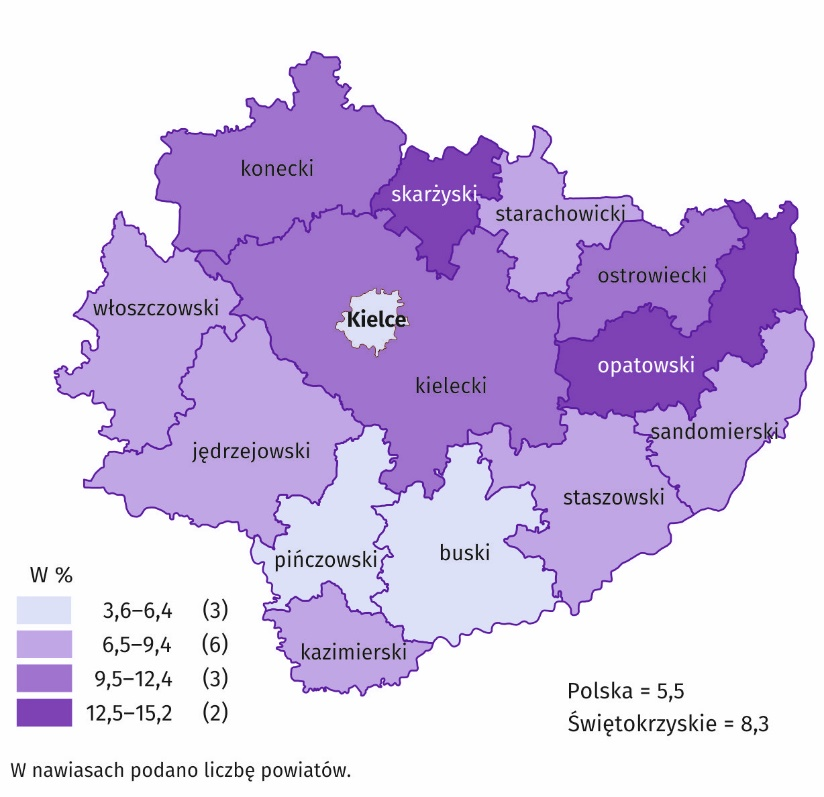 konecki
skarżyski
starachowicki
ostrowiecki
włoszczowski
Kielce
opatowski
kielecki
sandomierski
jędrzejowski
staszowski
buski
pińczowski
kazimierski
W %
3,6–6,4 (3)
6,5–9,4 (6)
9,5–12,4 (3)
12,5–15,2 (2)
Polska = 5,5
Świętokrzyskie = 8,3
W nawiasach podano liczbę powiatów.